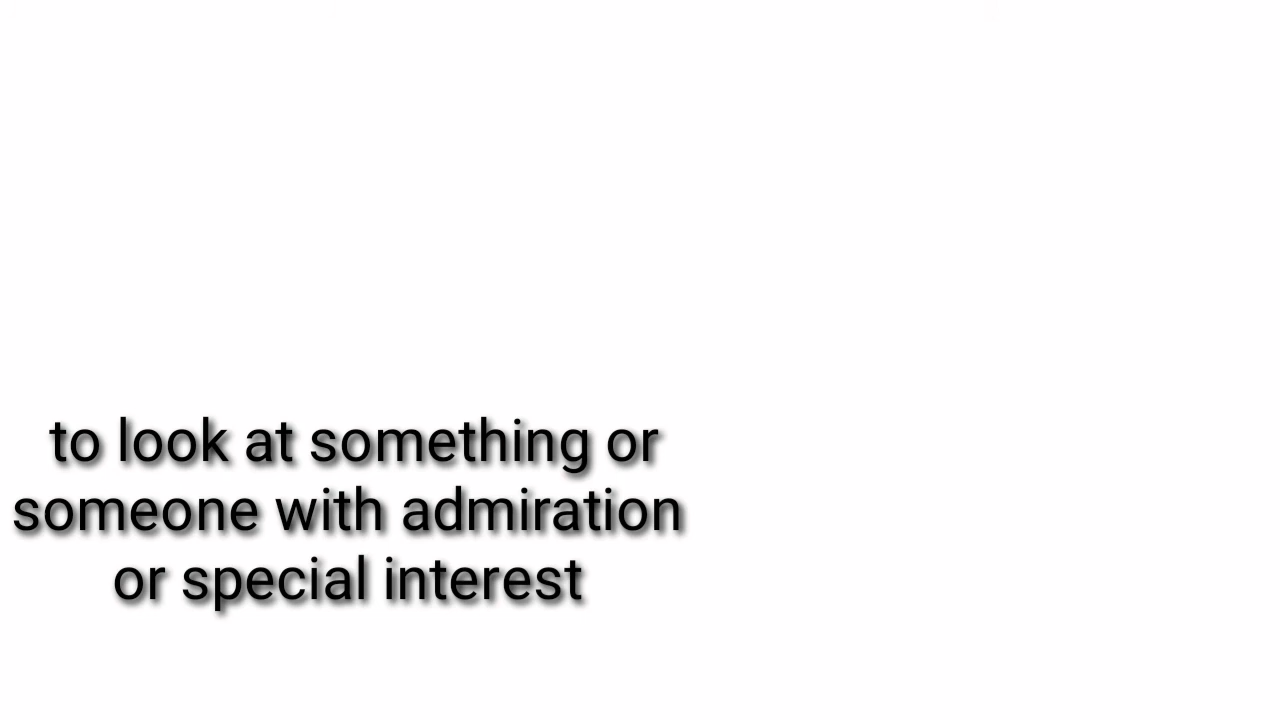 to look at something or
someone with admiration
or special interest